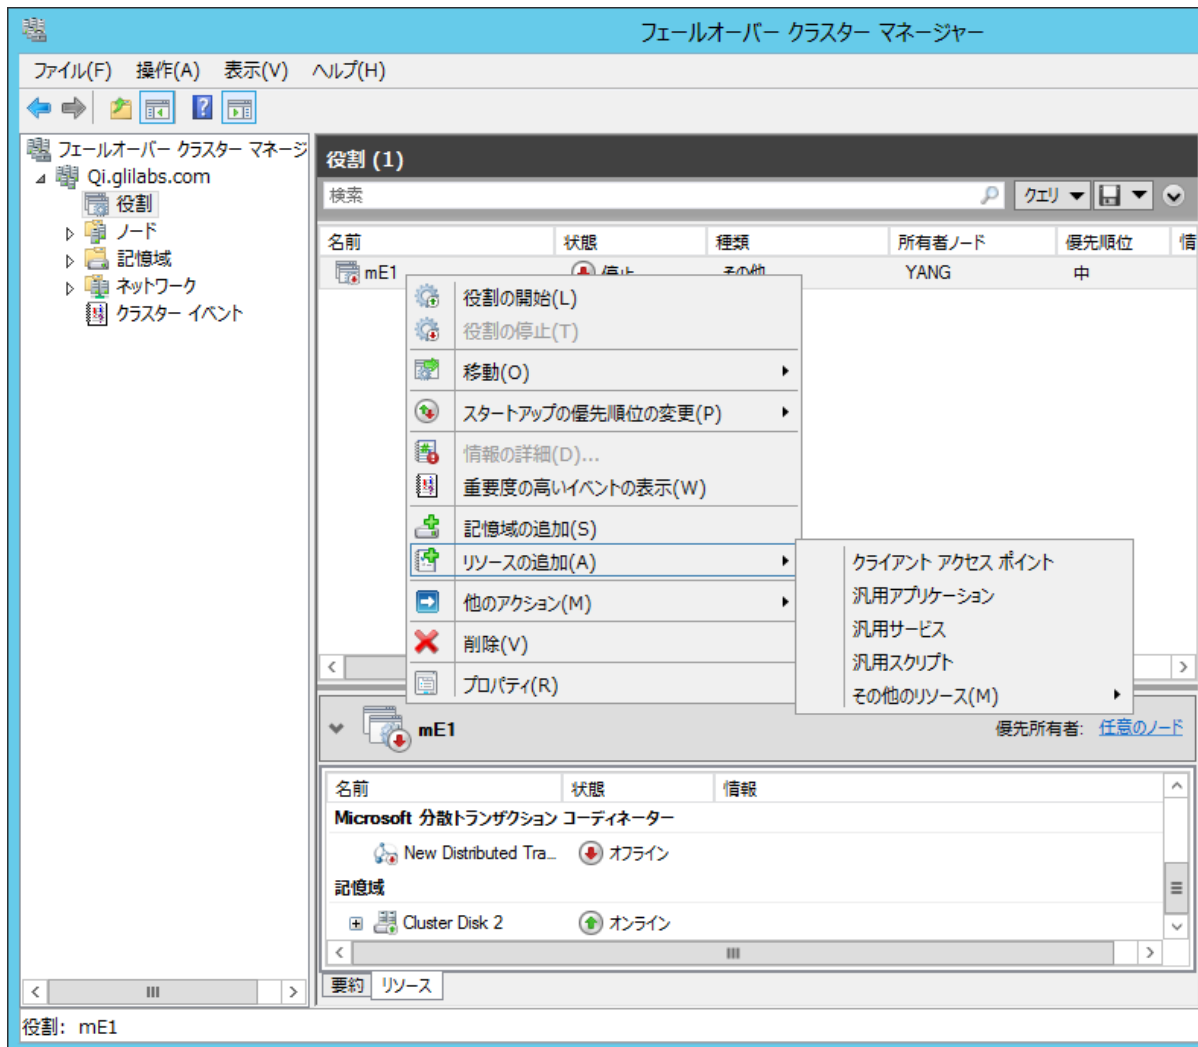 フェールオーバー クラスター マネージャー
ファイル(F) 操作(A) 表示(V) ヘルプ(H)
フェールオーバー クラスター マネージ
Qi.glilabs.com
役割
ノード
記憶域
ネットワーク
クラスター イベント
役割 (1)
検索
クエリ
名前 状態 種類 所有者ノード 優先順位 情
mE1 停止 その他 YANG 中
役割の開始(L)
役割の停止(T)
移動(O)
スタートアップの優先順位の変更(P)
情報の詳細(D)...
重要度の高いイベントの表示(W)
記憶域の追加(S)
リソースの追加(A)
他のアクション(M)
削除(V)
プロパティ(R)
クライアント アクセス ポイント
汎用アプリケーション
汎用サービス
汎用スクリプト
その他のリソース(M)
mE1
優先所有者: 任意のノード
名前 状態 情報
Microsoft 分散トランザクション コーディネーター
New Distributed Tra... オフライン
記憶域
Cluster Disk 2 オンライン
要約 リソース
役割: mE1